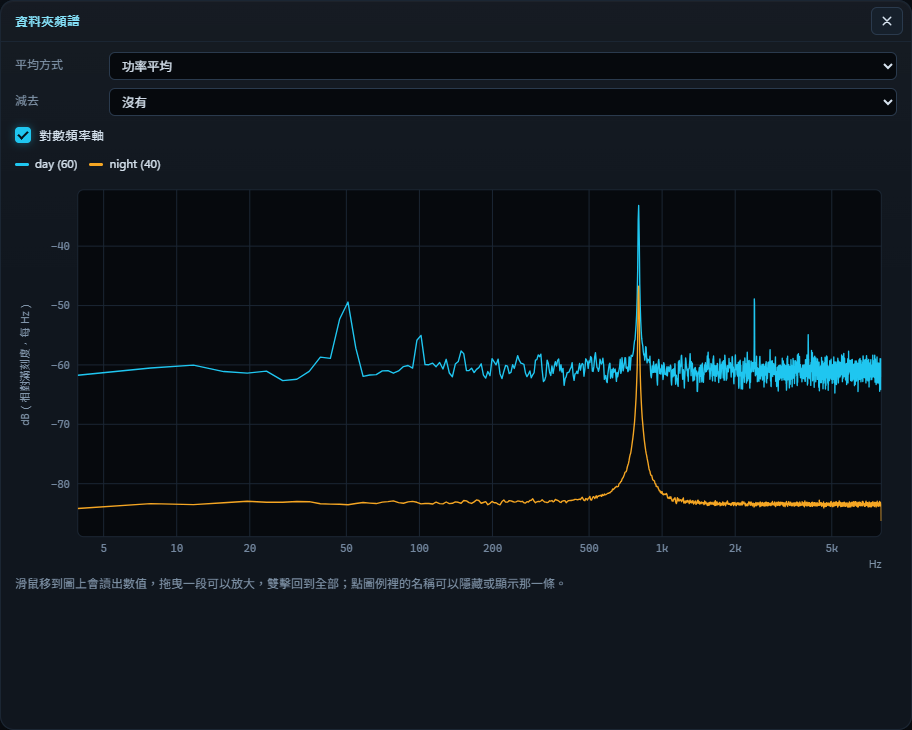 資料夾頻譜
平均方式 功率平均
減去 沒有
對數頻率軸
day (60) night (40)
−40
−50
−60
−70
−80
dB（相對滿刻度，每 Hz）
5 10 20 50 100 200 500 1k 2k 5k
Hz
滑鼠移到圖上會讀出數值，拖曳一段可以放大，雙擊回到全部；點圖例裡的名稱可以隱藏或顯示那一條。